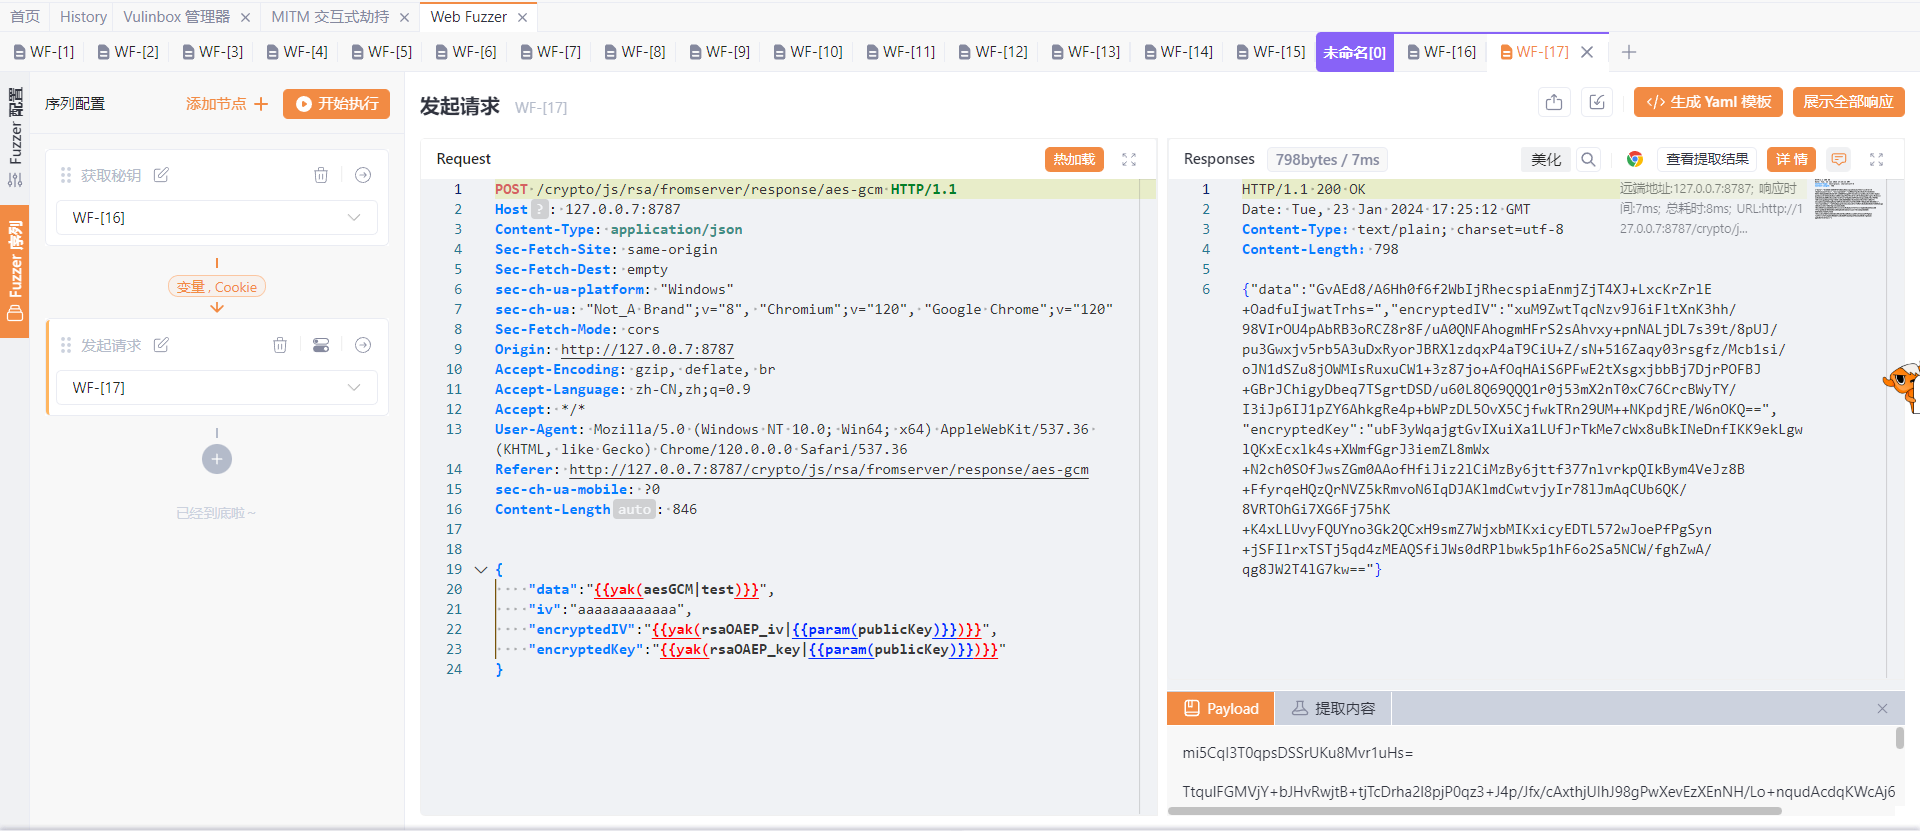 首页 History Vulinbox 管理器 × MITM 交互式劫持 × Web Fuzzer ×
WF-[1] WF-[2] WF-[3] WF-[4] WF-[5] WF-[6] WF-[7] WF-[8] WF-[9] WF-[10] WF-[11] WF-[12] WF-[13] WF-[14] WF-[15] 未命名[0] WF-[16] WF-[17] × +
Fuzzer 配置
Fuzzer 序列
序列配置 添加节点 + 开始执行
获取秘钥
WF-[16]
变量 , Cookie
发起请求
WF-[17]
已经到底啦～
发起请求 WF-[17] </> 生成 Yaml 模板 展示全部响应
Request 热加载
1 POST /crypto/js/rsa/fromserver/response/aes-gcm HTTP/1.1
2 Host ? : 127.0.0.7:8787
3 Content-Type: application/json
4 Sec-Fetch-Site: same-origin
5 Sec-Fetch-Dest: empty
6 sec-ch-ua-platform: "Windows"
7 sec-ch-ua: "Not_A Brand";v="8", "Chromium";v="120", "Google Chrome";v="120"
8 Sec-Fetch-Mode: cors
9 Origin: http://127.0.0.7:8787
10 Accept-Encoding: gzip, deflate, br
11 Accept-Language: zh-CN,zh;q=0.9
12 Accept: */*
13 User-Agent: Mozilla/5.0 (Windows NT 10.0; Win64; x64) AppleWebKit/537.36
(KHTML, like Gecko) Chrome/120.0.0.0 Safari/537.36
14 Referer: http://127.0.0.7:8787/crypto/js/rsa/fromserver/response/aes-gcm
15 sec-ch-ua-mobile: ?0
16 Content-Length auto : 846
17
18
19 {
20 "data":"{{yak(aesGCM|test)}}",
21 "iv":"aaaaaaaaaaaa",
22 "encryptedIV":"{{yak(rsaOAEP_iv|{{param(publicKey)}})}}",
23 "encryptedKey":"{{yak(rsaOAEP_key|{{param(publicKey)}})}}"
24 }
Responses 798bytes / 7ms 美化 查看提取结果 详 情
1 HTTP/1.1 200 OK
2 Date: Tue, 23 Jan 2024 17:25:12 GMT
3 Content-Type: text/plain; charset=utf-8
4 Content-Length: 798
5
远端地址:127.0.0.7:8787; 响应时
间:7ms; 总耗时:8ms; URL:http://1
27.0.0.7:8787/crypto/j...
6 {"data":"GvAEd8/A6Hh0f6f2WbIjRhecspiaEnmjZjT4XJ+LxcKrZrlE
+OadfuIjwatTrhs=","encryptedIV":"xuM9ZwtTqcNzv9J6iFltXnK3hh/
98VIrOU4pAbRB3oRCZ8r8F/uA0QNFAhogmHFrS2sAhvxy+pnNALjDL7s39t/8pUJ/
pu3Gwxjv5rb5A3uDxRyorJBRXlzdqxP4aT9CiU+Z/sN+516Zaqy03rsgfz/Mcb1si/
oJN1dSZu8jOWMIsRuxuCW1+3z87jo+AfOqHAiS6PFwE2tXsgxjbbBj7DjrPOFBJ
+GBrJChigyDbeq7TSgrtDSD/u60L8Q69QQQ1r0j53mX2nT0xC76CrcBWyTY/
I3iJp6IJ1pZY6AhkgRe4p+bWPzDL5OvX5CjfwkTRn29UM++NKpdjRE/W6nOKQ==",
"encryptedKey":"ubF3yWqajgtGvIXuiXa1LUfJrTkMe7cWx8uBkINeDnfIKK9ekLgw
lQKxEcxlk4s+XWmfGgrJ3iemZL8mWx
+N2ch0SOfJwsZGm0AAofHfiJiz2lCiMzBy6jttf377nlvrkpQIkBym4VeJz8B
+FfyrqeHQzQrNVZ5kRmvoN6IqDJAKlmdCwtvjyIr78lJmAqCUb6QK/
8VRTOhGi7XG6Fj75hK
+K4xLLUvyFQUYno3Gk2QCxH9smZ7WjxbMIKxicyEDTL572wJoePfPgSyn
+jSFIlrxTSTj5qd4zMEAQSfiJWs0dRPlbwk5p1hF6o2Sa5NCW/fghZwA/
qg8JW2T4lG7kw=="}
Payload 提取内容 ×
mi5CqI3T0qpsDSSrUKu8Mvr1uHs=
TtquIFGMVjY+bJHvRwjtB+tjTcDrha2I8pjP0qz3+J4p/Jfx/cAxthjUIhJ98gPwXevEzXEnNH/Lo+nqudAcdqKWcAj6